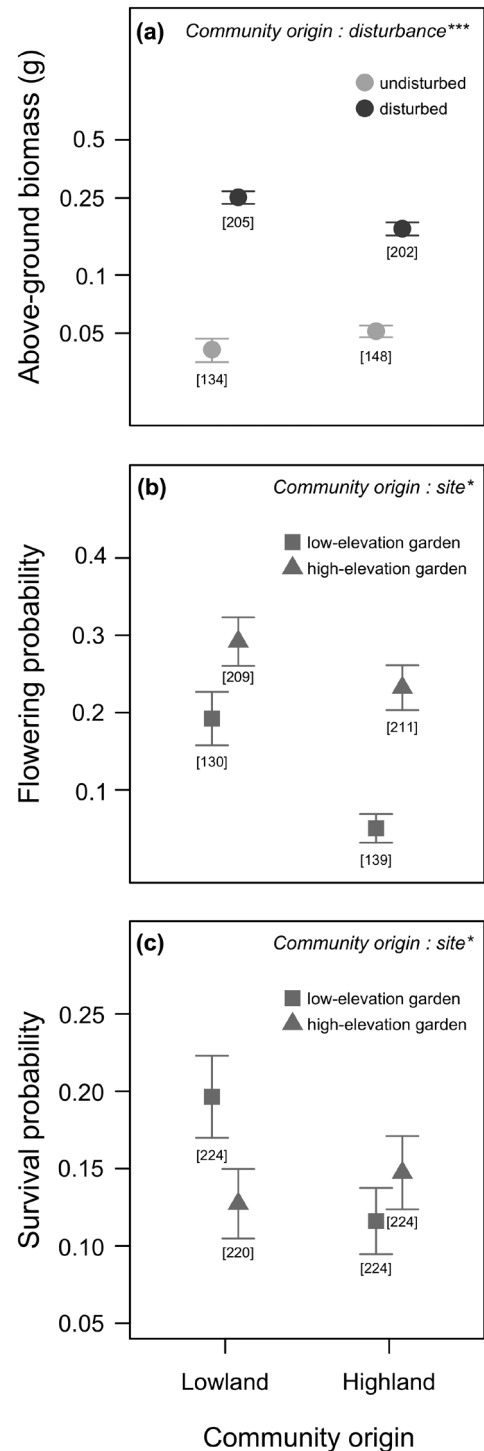 (a) Community origin : disturbance***
undisturbed
disturbed
Above-ground biomass (g)
0.5
0.25
0.1
0.05
[205]
[202]
[134]
[148]
(b) Community origin : site*
low-elevation garden
high-elevation garden
Flowering probability
0.4
0.3
0.2
0.1
[209]
[130]
[211]
[139]
(c) Community origin : site*
low-elevation garden
high-elevation garden
Survival probability
0.25
0.20
0.15
0.10
0.05
[224]
[220]
[224]
[224]
Lowland Highland
Community origin